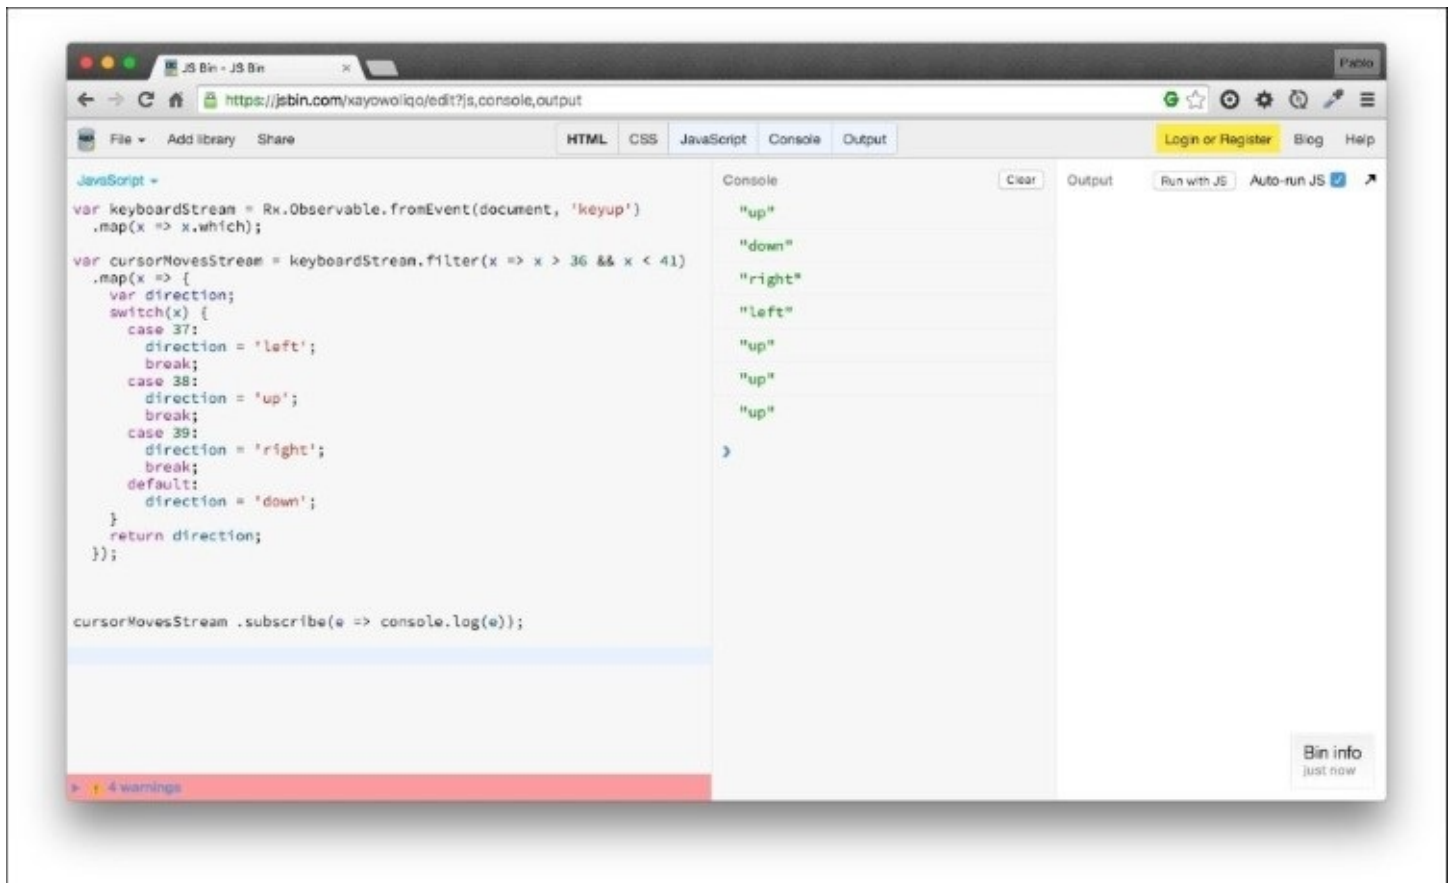 JS Bin - JS Bin
Pablo
https://jsbin.com/xayowoliqo/edit?js,console,output
File Add library Share HTML CSS JavaScript Console Output Login or Register Blog Help
JavaScript
var keyboardStream = Rx.Observable.fromEvent(document, 'keyup')
.map(x => x.which);
var cursorMovesStream = keyboardStream.filter(x => x > 36 && x < 41)
.map(x => {
var direction;
switch(x) {
case 37:
direction = 'left';
break;
case 38:
direction = 'up';
break;
case 39:
direction = 'right';
break;
default:
direction = 'down';
}
return direction;
});
cursorMovesStream .subscribe(e => console.log(e));
4 warnings
Console Clear
"up"
"down"
"right"
"left"
"up"
"up"
"up"
Output Run with JS Auto-run JS
Bin info
just now